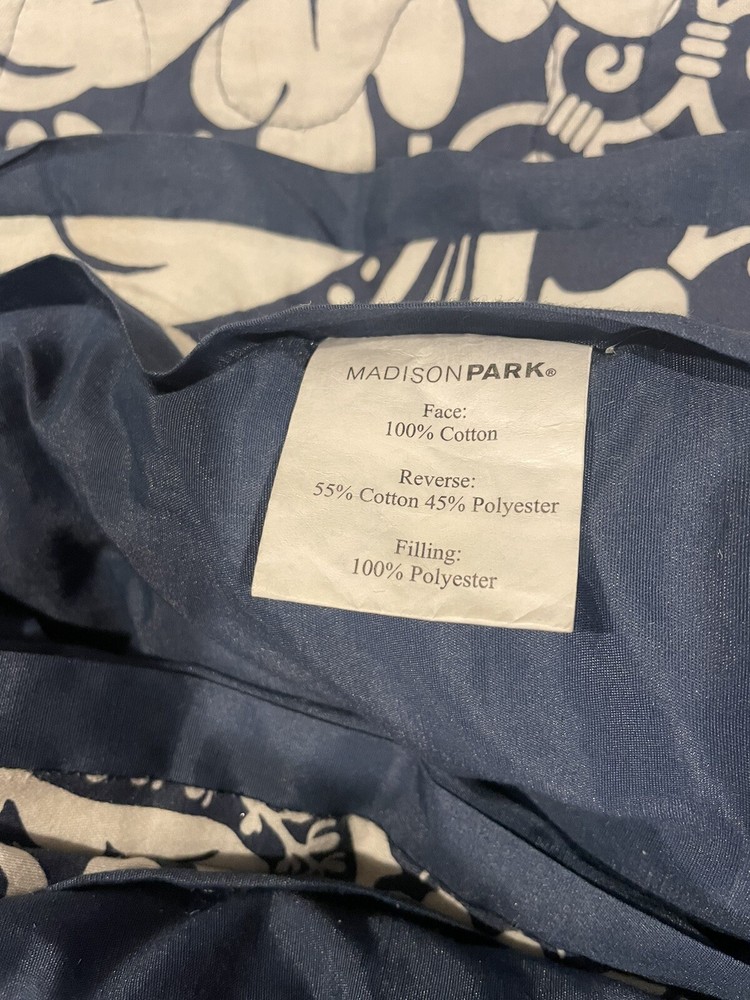 MADISONPARK®
Face:
100% Cotton
Reverse:
55% Cotton 45% Polyester
Filling:
100% Polyester